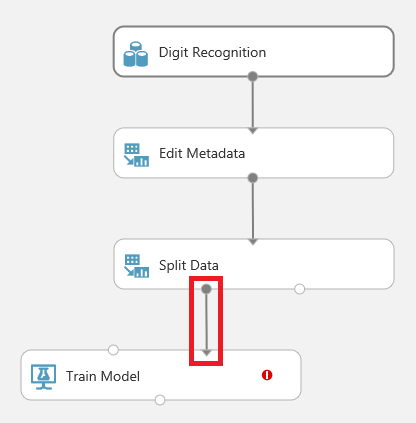 Digit Recognition
Edit Metadata
Split Data
Train Model